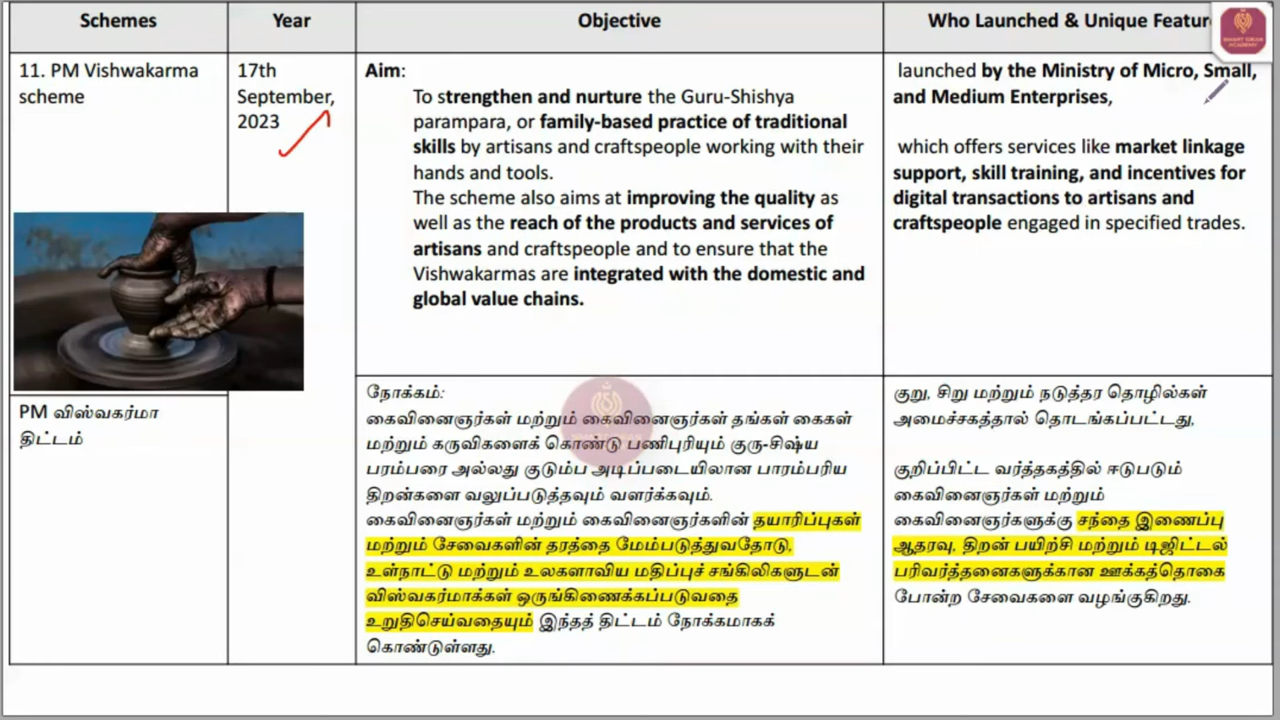 Schemes
Year
Objective
Who Launched & Unique
11. PM Vishwakarma
scheme
17th
September,
2023
Aim:
To strengthen and nurture the Guru-Shishya
parampara, or family-based practice of traditional
skills by artisans and craftspeople working with their
hands and tools.
The scheme also aims at improving the quality as
well as the reach of the products and services of
artisans and craftspeople and to ensure that the
Vishwakarmas are integrated with the domestic and
global value chains.
launched by the Ministry of Micro, Small,
and Medium Enterprises,
which offers services like market linkage
support, skill training, and incentives for
digital transactions to artisans and
craftspeople engaged in specified trades.
PM விஸ்வகர்மா
திட்டம்
நோக்கம்:
கைவினைஞர்கள் மற்றும் கைவினைஞர்கள் தங்கள் கைகள்
மற்றும் கருவிகளைக் கொண்டு பணிபுரியும் குரு-சிஷ்ய
பரம்பரை அல்லது குடும்ப அடிப்படையிலான பாரம்பரிய
திறன்களை வலுப்படுத்தவும் வளர்க்கவும்.
கைவினைஞர்கள் மற்றும் கைவினைஞர்களின் தயாரிப்புகள்
மற்றும் சேவைகளின் தரத்தை மேம்படுத்துவதோடு,
உள்நாட்டு மற்றும் உலகளாவிய மதிப்புச் சங்கிலிகளுடன்
விஸ்வகர்மாக்கள் ஒருங்கிணைக்கப்படுவதை
உறுதிசெய்வதையும் இந்தத் திட்டம் நோக்கமாகக்
கொண்டுள்ளது.
குறு, சிறு மற்றும் நடுத்தர தொழில்கள்
அமைச்சகத்தால் தொடங்கப்பட்டது,
குறிப்பிட்ட வர்த்தகத்தில் ஈடுபடும்
கைவினைஞர்கள் மற்றும்
கைவினைஞர்களுக்கு சந்தை இணைப்பு
ஆதரவு, திறன் பயிற்சி மற்றும் டிஜிட்டல்
பரிவர்த்தனைகளுக்கான ஊக்கத்தொகை
போன்ற சேவைகளை வழங்குகிறது.